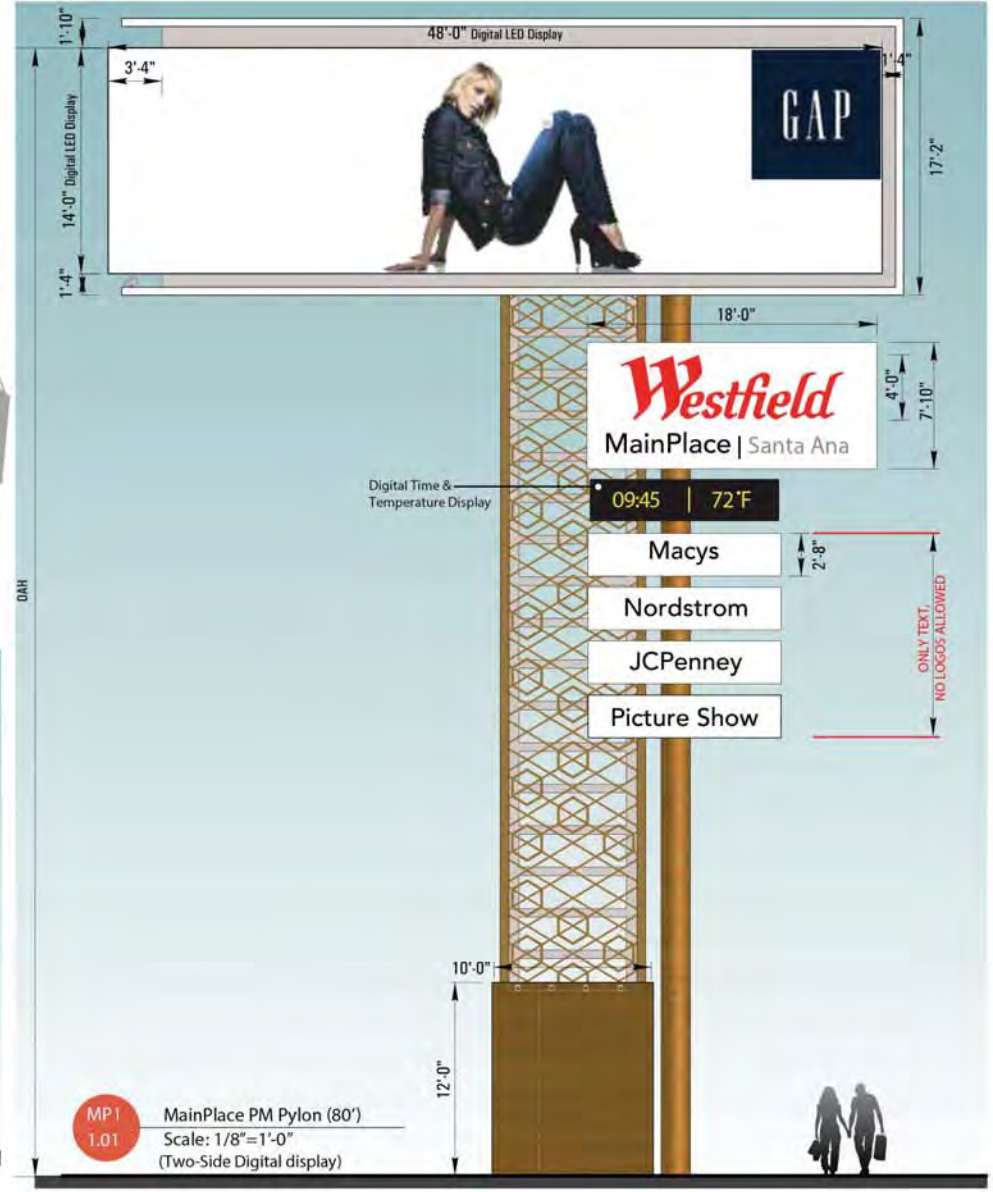 1'-10"
48'-0" Digital LED Display
3'-4"
1'-4"
GAP
14'-0" Digital LED Display
17'-2"
1'-4"
18'-0"
Westfield
MainPlace | Santa Ana
4'-0"
7'-10"
Digital Time &
Temperature Display
09:45 | 72°F
Macys
2'-8"
Nordstrom
JCPenney
Picture Show
ONLY TEXT,
NO LOGOS ALLOWED
OAH
10'-0"
12'-0"
MP1
1.01
MainPlace PM Pylon (80')
Scale: 1/8"=1'-0"
(Two-Side Digital display)